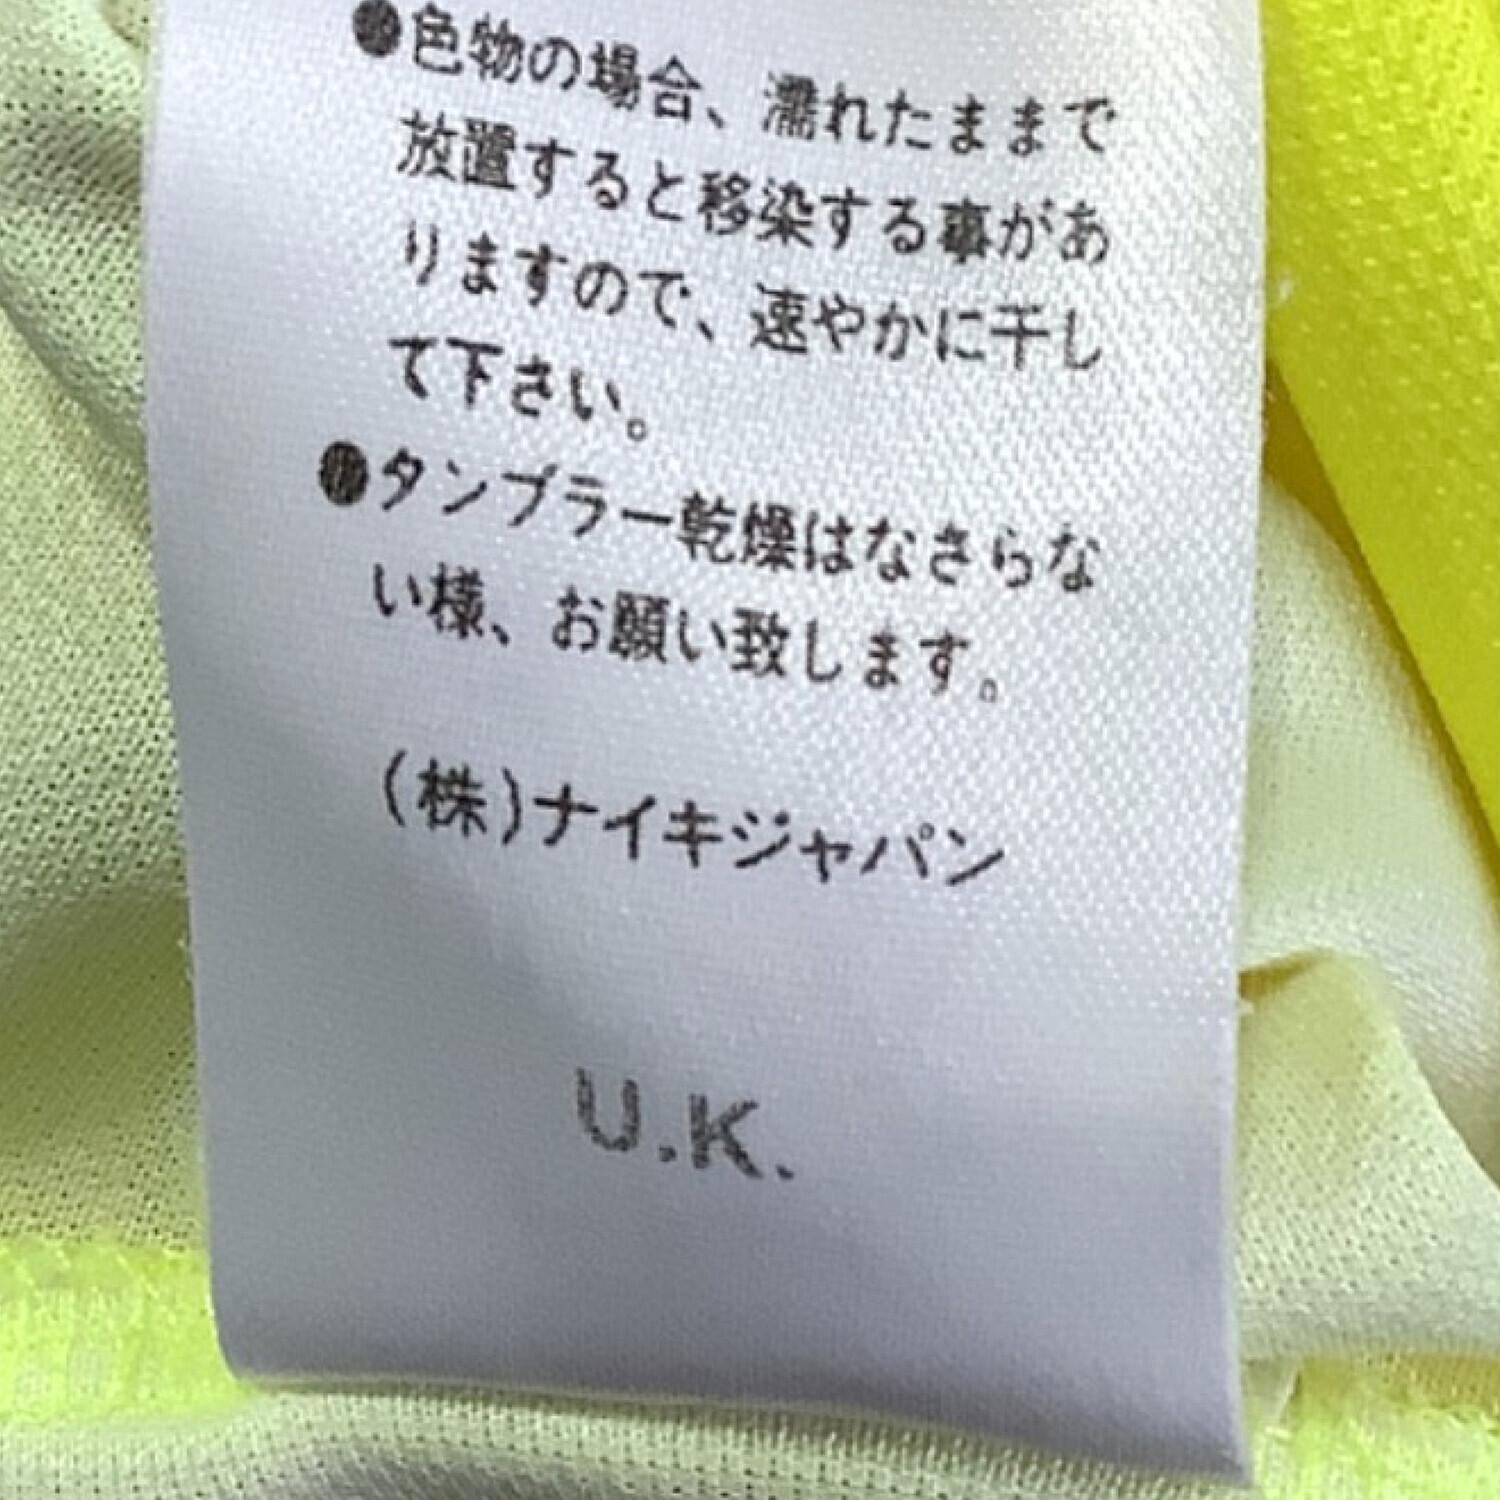 ●色物の場合、濡れたままで
放置すると移染する事があ
りますので、速やかに干し
て下さい。
●タンブラー乾燥はなさらな
い様、お願い致します。
(株)ナイキジャパン
U.K.